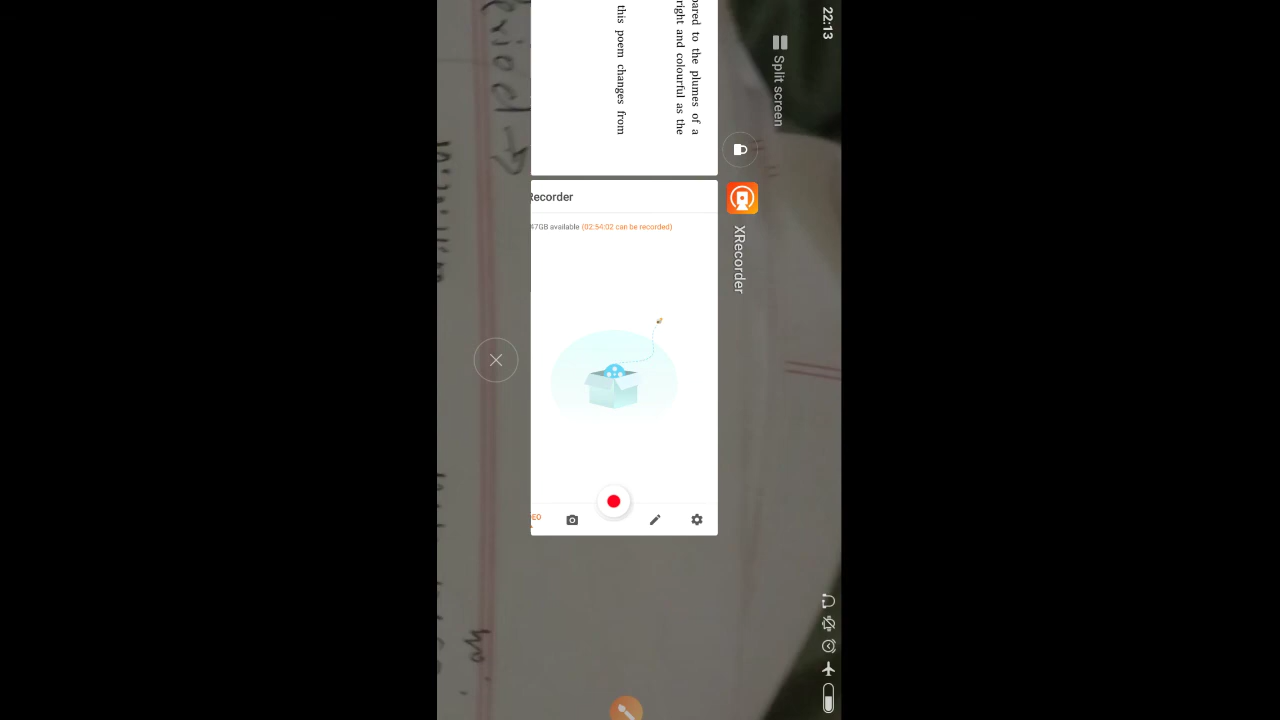 22:13
Split screen
XRecorder
pared to the plumes of a
right and colourful as the
this poem changes from
Recorder
47GB available (02:54:02 can be recorded)
EO